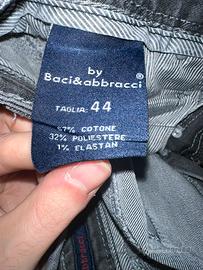 by
Baci&abbracci®
TAGLIA: 44
67% COTONE
32% POLIESTERE
1% ELASTAN